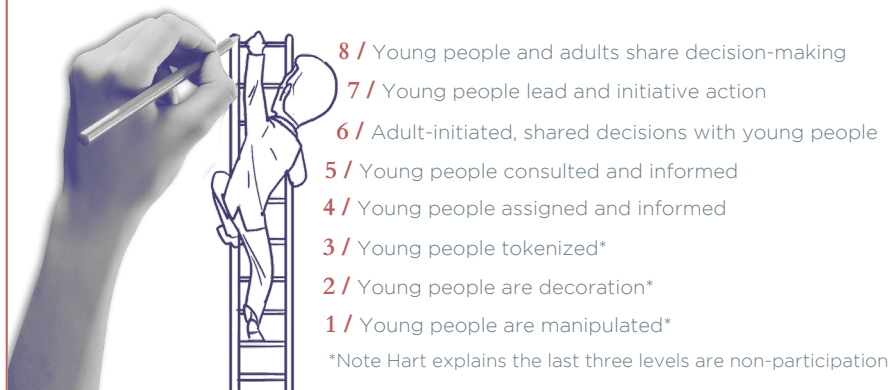 8 / Young people and adults share decision-making
7 / Young people lead and initiative action
6 / Adult-initiated, shared decisions with young people
5 / Young people consulted and informed
4 / Young people assigned and informed
3 / Young people tokenized*
2 / Young people are decoration*
1 / Young people are manipulated*
*Note Hart explains the last three levels are non-participation